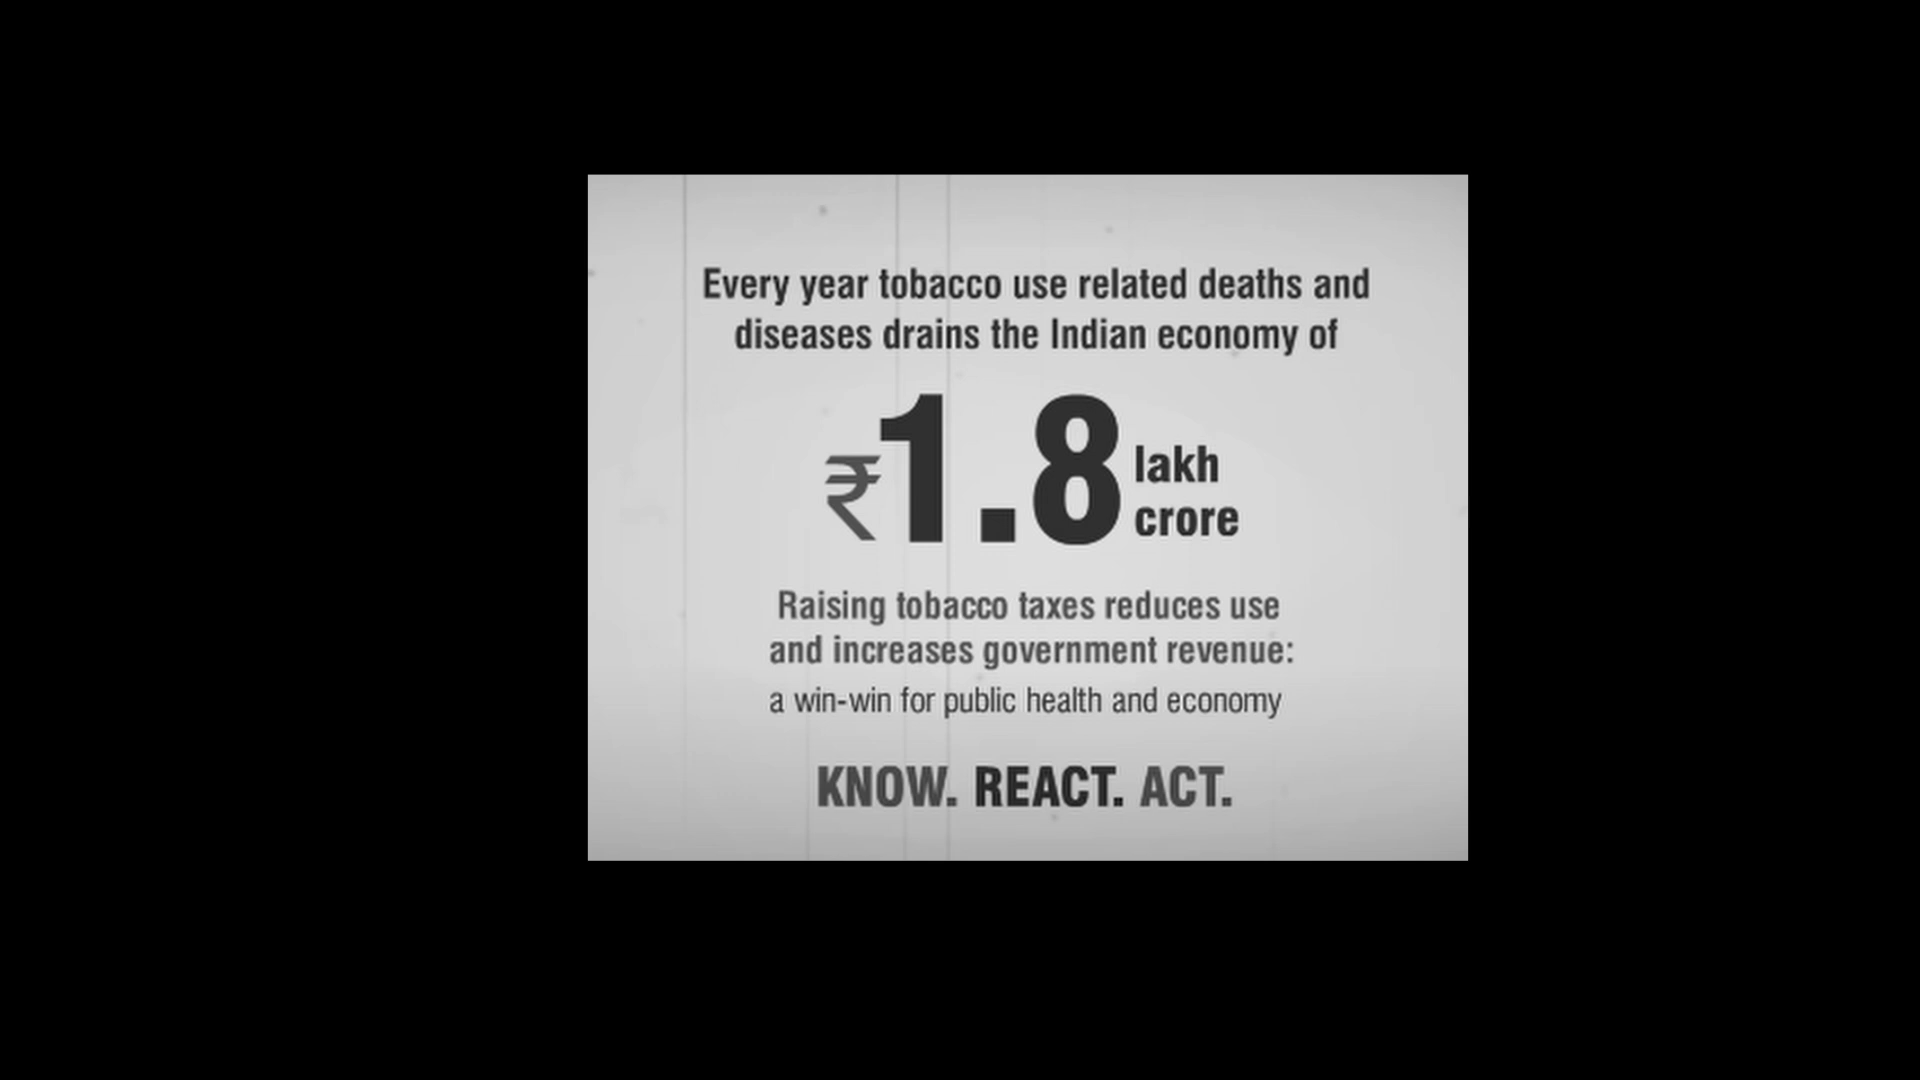 Every year tobacco use related deaths and
diseases drains the Indian economy of
₹1.8 lakh
crore
Raising tobacco taxes reduces use
and increases government revenue:
a win-win for public health and economy
KNOW. REACT. ACT.